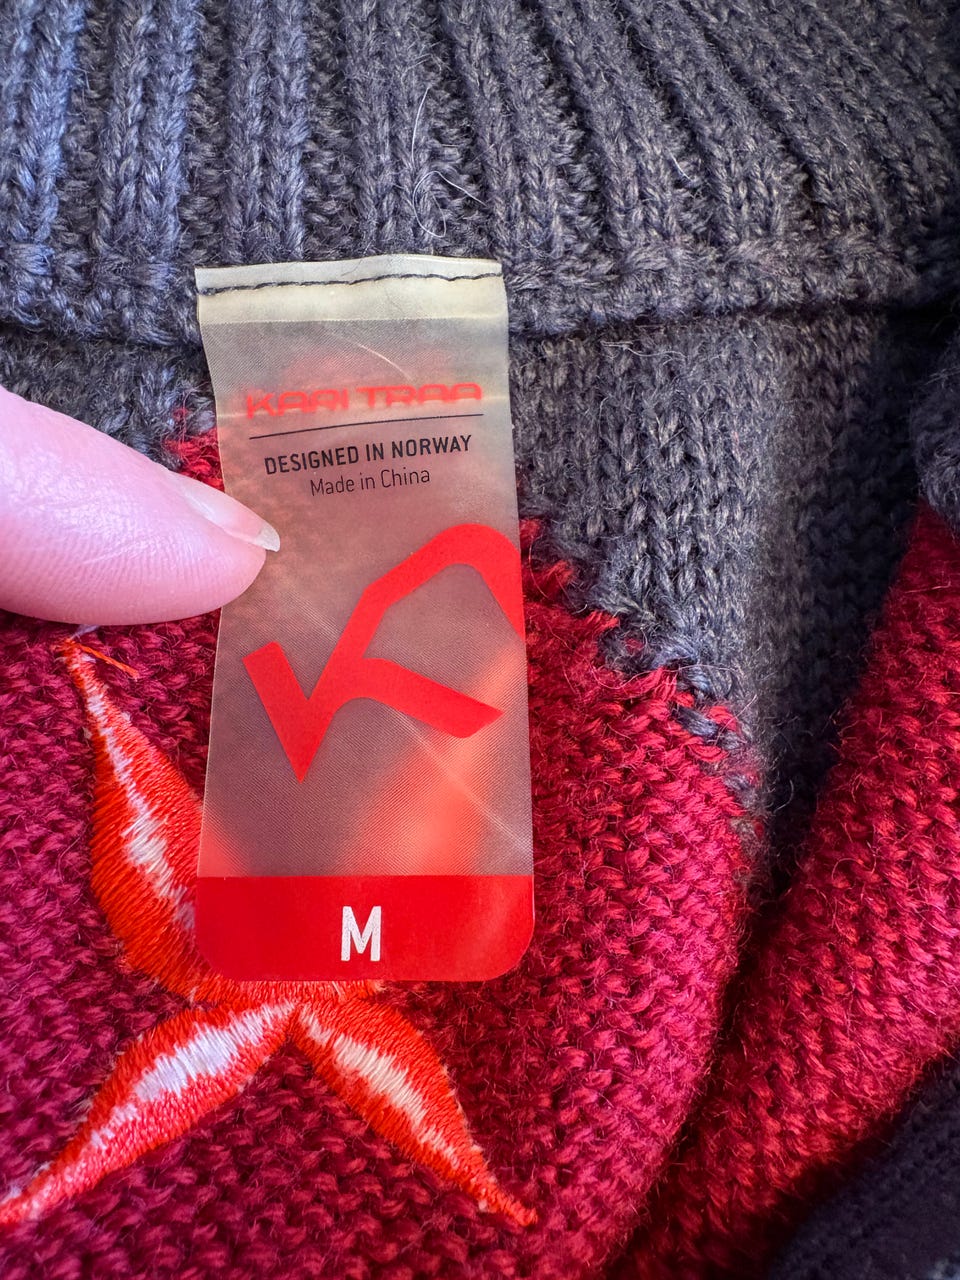 KARI TRAA
DESIGNED IN NORWAY
Made in China
M